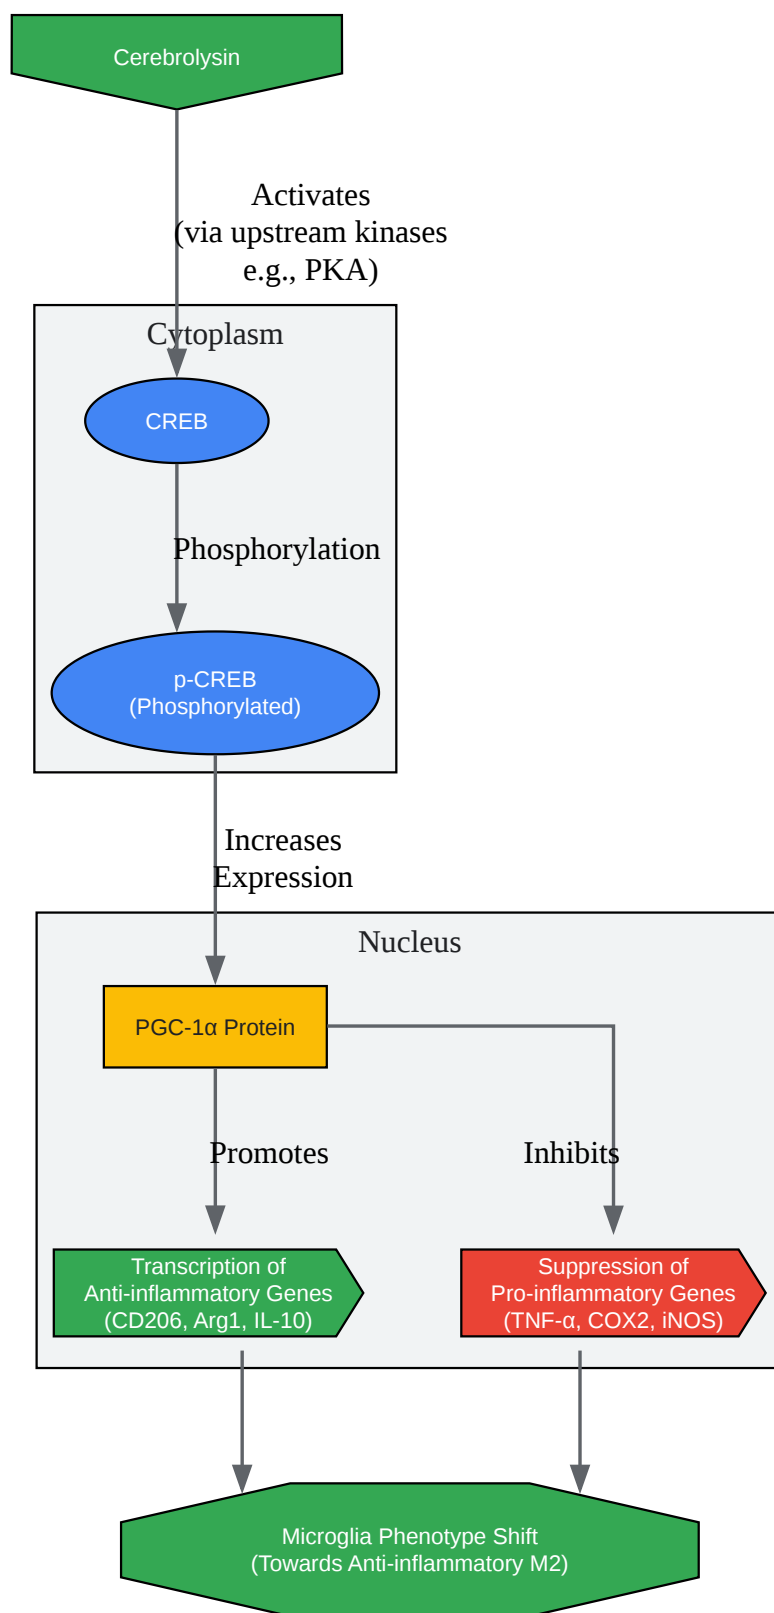 Cerebrolysin
Activates
(via upstream kinases
e.g., PKA)
Cytoplasm
CREB
Phosphorylation
p-CREB
(Phosphorylated)
Increases
Expression
Nucleus
PGC-1α Protein
Promotes
Inhibits
Transcription of
Anti-inflammatory Genes
(CD206, Arg1, IL-10)
Suppression of
Pro-inflammatory Genes
(TNF-α, COX2, iNOS)
Microglia Phenotype Shift
(Towards Anti-inflammatory M2)